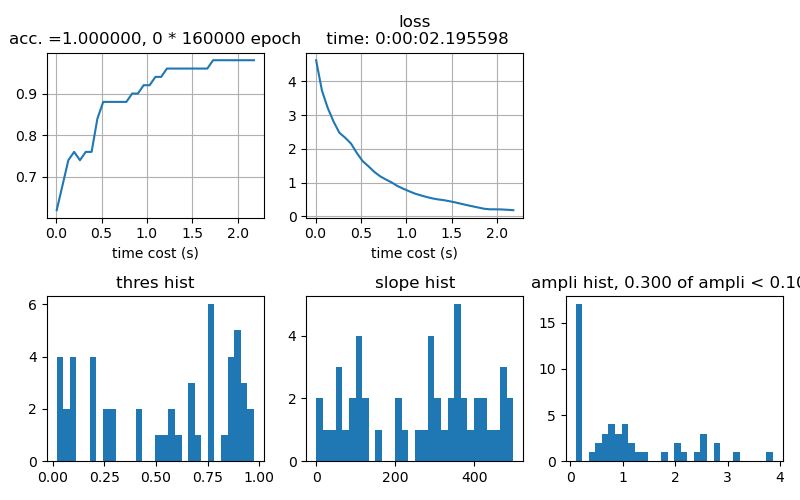 acc. =1.000000, 0 * 160000 epoch
0.9
0.8
0.7
0.0 0.5 1.0 1.5 2.0
time cost (s)
loss
time: 0:00:02.195598
4
3
2
1
0
0.0 0.5 1.0 1.5 2.0
time cost (s)
thres hist
6
4
2
0
0.00 0.25 0.50 0.75 1.00
slope hist
4
2
0
0 200 400
ampli hist, 0.300 of ampli < 0.10
15
10
5
0
0 1 2 3 4